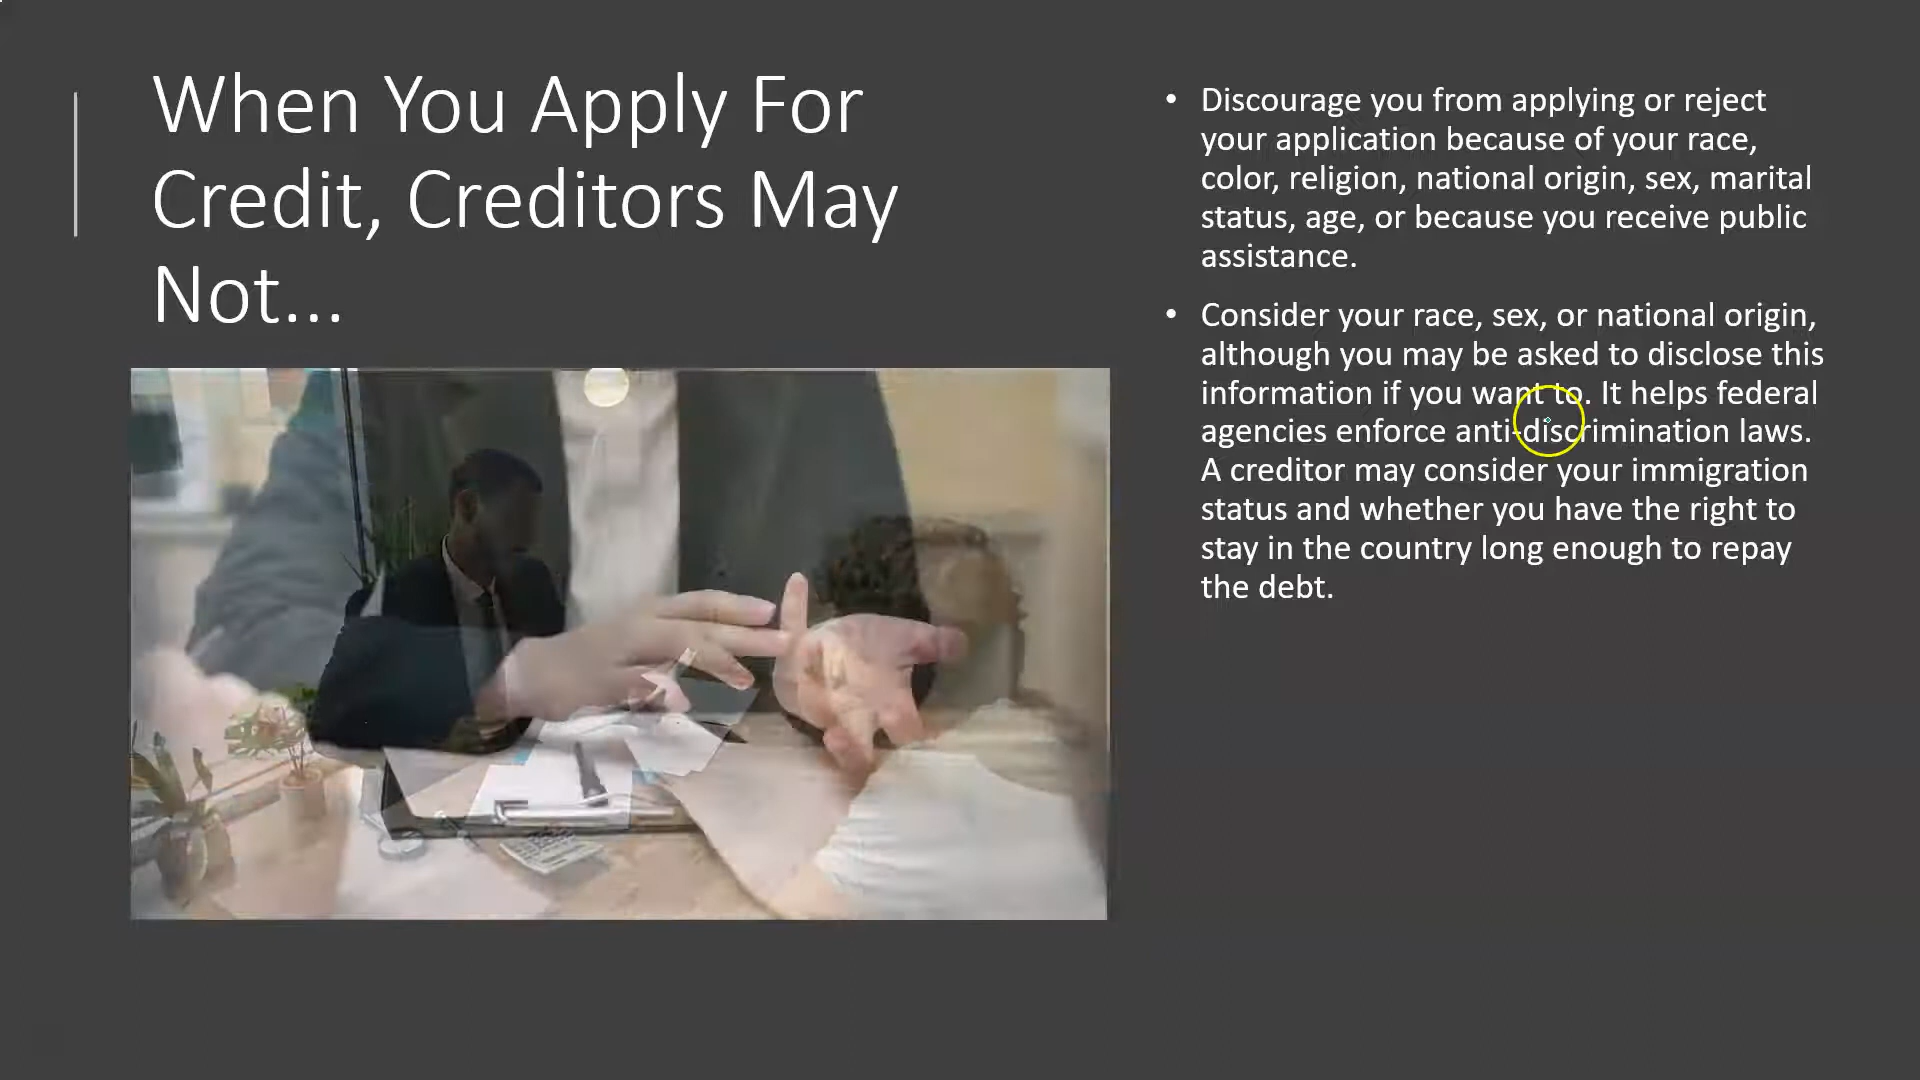 When You Apply For
Credit, Creditors May
Not...
• Discourage you from applying or reject
your application because of your race,
color, religion, national origin, sex, marital
status, age, or because you receive public
assistance.
• Consider your race, sex, or national origin,
although you may be asked to disclose this
information if you want to. It helps federal
agencies enforce anti-discrimination laws.
A creditor may consider your immigration
status and whether you have the right to
stay in the country long enough to repay
the debt.